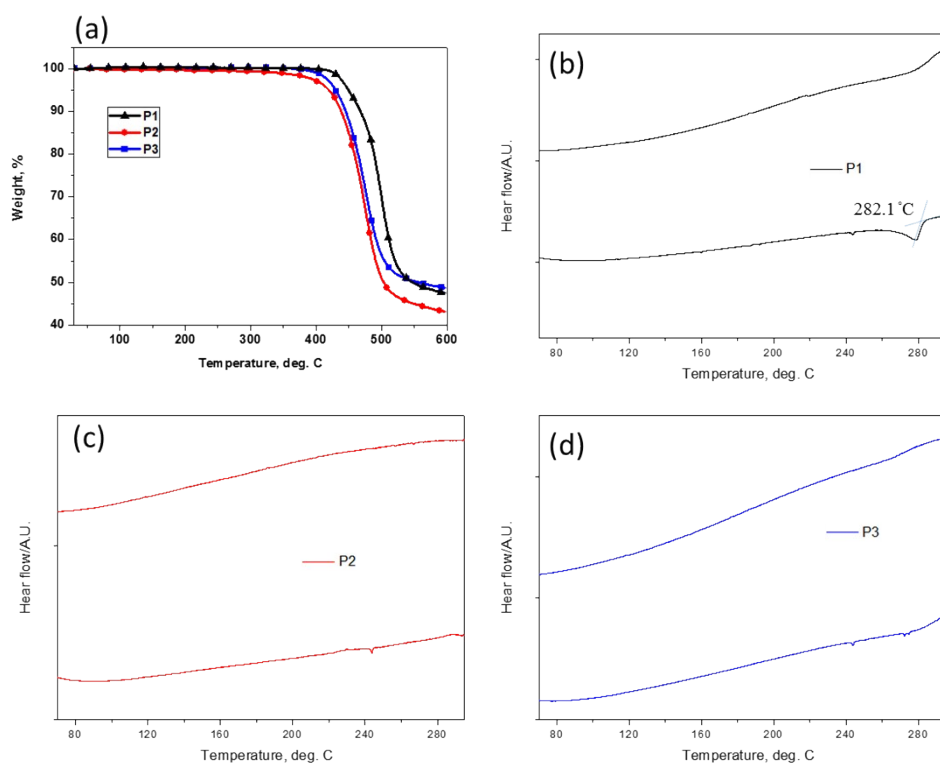 (a)
100
90
80
70
60
50
40
Weight, %
P1
P2
P3
100 200 300 400 500 600
Temperature, deg. C
(b)
Hear flow/A.U.
P1
282.1°C
80 120 160 200 240 280
Temperature, deg. C
(c)
Hear flow/A.U.
P2
80 120 160 200 240 280
Temperature, deg. C
(d)
Hear flow/A.U.
P3
80 120 160 200 240 280
Temperature, deg. C